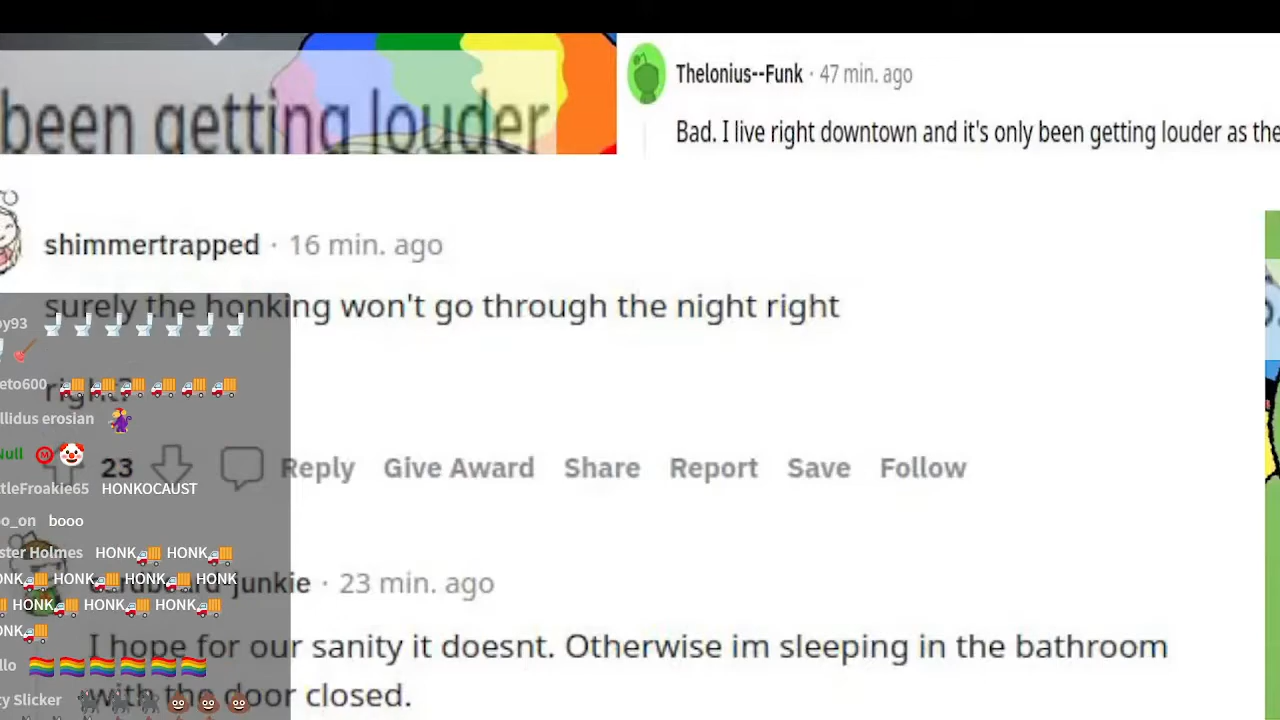 been getting louder
Thelonius--Funk · 47 min. ago
Bad. I live right downtown and it's only been getting louder as the
shimmertrapped · 16 min. ago
surely the honking won't go through the night right
right?
23 Reply Give Award Share Report Save Follow
junkie · 23 min. ago
I hope for our sanity it doesnt. Otherwise im sleeping in the bathroom
with the door closed.
oy93 🚽 🚽 🚽 🚽 🚽 🚽 🚽
🚽 🪠
eto600 🚚 🚚 🚚 🚚 🚚 🚚
llidus erosian
Null Ⓜ 🤡
ttleFroakie65 HONKOCAUST
oo_on booo
ster Holmes HONK🚚 HONK🚚
ONK🚚 HONK🚚 HONK🚚 HONK
🚚 HONK🚚 HONK🚚 HONK🚚
ONK🚚
llo 🏳️‍🌈 🏳️‍🌈 🏳️‍🌈 🏳️‍🌈 🏳️‍🌈 🏳️‍🌈
ty Slicker 🐈‍⬛ 🐈‍⬛ 🐈‍⬛ 💩 💩 💩